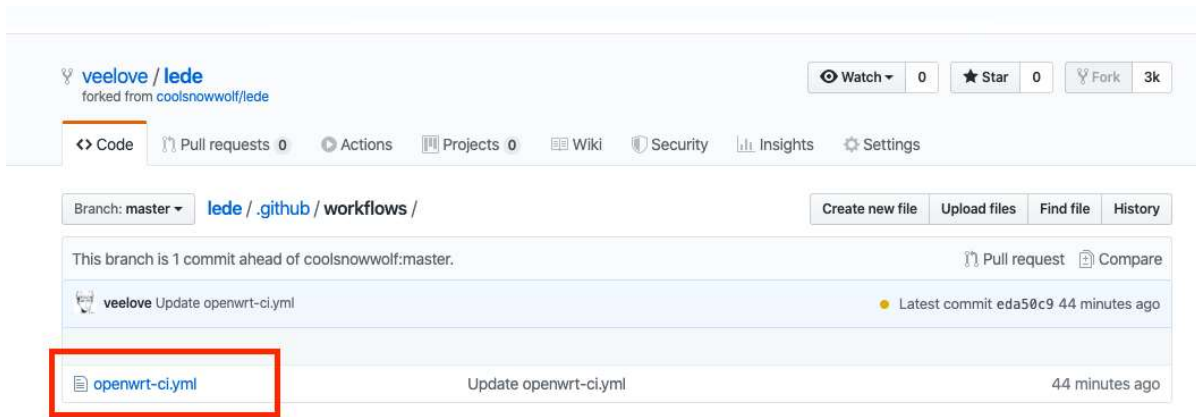 veelove / lede
forked from coolsnowwolf/lede
Watch 0 Star 0 Fork 3k
Code Pull requests 0 Actions Projects 0 Wiki Security Insights Settings
Branch: master lede / .github / workflows /
Create new file Upload files Find file History
This branch is 1 commit ahead of coolsnowwolf:master.
Pull request Compare
veelove Update openwrt-ci.yml
Latest commit eda50c9 44 minutes ago
openwrt-ci.yml Update openwrt-ci.yml 44 minutes ago